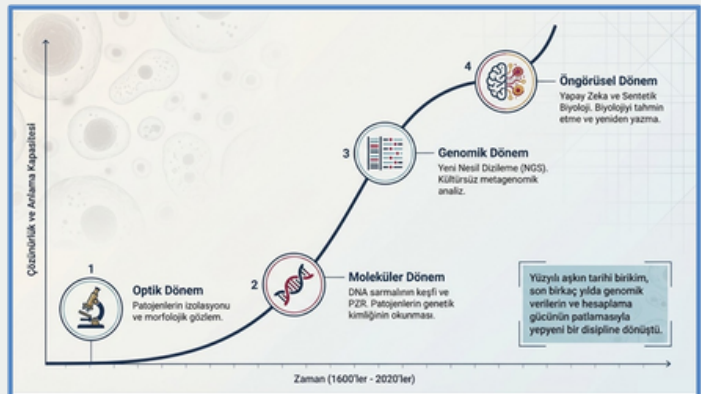 Çözünürlük ve Anlama Kapasitesi
1
Optik Dönem
Patojenlerin izolasyonu
ve morfolojik gözlem.
2
Moleküler Dönem
DNA sarmalının keşfi ve
PZR. Patojenlerin genetik
kimliğinin okunması.
3
Genomik Dönem
Yeni Nesil Dizileme (NGS).
Kültürsüz metagenomik
analiz.
4
Öngörüsel Dönem
Yapay Zeka ve Sentetik
Biyoloji. Biyolojiyi tahmin
etme ve yeniden yazma.
Yüzyılı aşkın tarihi birikim,
son birkaç yılda genomik
verilerin ve hesaplama
gücünün patlamasıyla
yepyeni bir disipline dönüştü.
Zaman (1600'ler - 2020'ler)